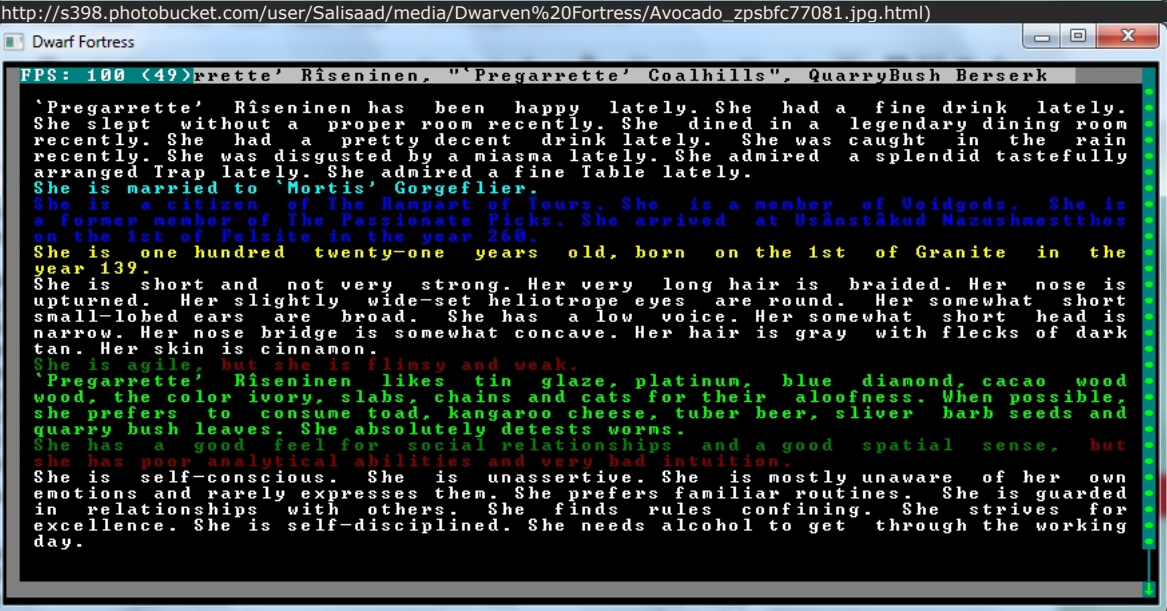 http://s398.photobucket.com/user/Salisaad/media/Dwarven%20Fortress/Avocado_zpsbfc77081.jpg.html)
Dwarf Fortress
FPS: 100 (49)rrette' Rîseninen, "`Pregarrette' Coalhills", QuarryBush Berserk
`Pregarrette' Rîseninen has been happy lately. She had a fine drink lately.
She slept without a proper room recently. She dined in a legendary dining room
recently. She had a pretty decent drink lately. She was caught in the rain
recently. She was disgusted by a miasma lately. She admired a splendid tastefully
arranged Trap lately. She admired a fine Table lately.
She is married to `Mortis' Gorgeflier.
She is a citizen of The Rampart of Tours. She is a member of Voidgods. She is
a former member of The Passionate Picks. She arrived at Usânstâkud Nazushmestthos
on the 1st of Felsite in the year 260.
She is one hundred twenty-one years old, born on the 1st of Granite in the
year 139.
She is short and not very strong. Her very long hair is braided. Her nose is
upturned. Her slightly wide-set heliotrope eyes are round. Her somewhat short
small-lobed ears are broad. She has a low voice. Her somewhat short head is
narrow. Her nose bridge is somewhat concave. Her hair is gray with flecks of dark
tan. Her skin is cinnamon.
She is agile, but she is flimsy and weak.
`Pregarrette' Rîseninen likes tin glaze, platinum, blue diamond, cacao wood
wood, the color ivory, slabs, chains and cats for their aloofness. When possible,
she prefers to consume toad, kangaroo cheese, tuber beer, sliver barb seeds and
quarry bush leaves. She absolutely detests worms.
She has a good feel for social relationships and a good spatial sense, but
she has poor analytical abilities and very bad intuition.
She is self-conscious. She is unassertive. She is mostly unaware of her own
emotions and rarely expresses them. She prefers familiar routines. She is guarded
in relationships with others. She finds rules confining. She strives for
excellence. She is self-disciplined. She needs alcohol to get through the working
day.